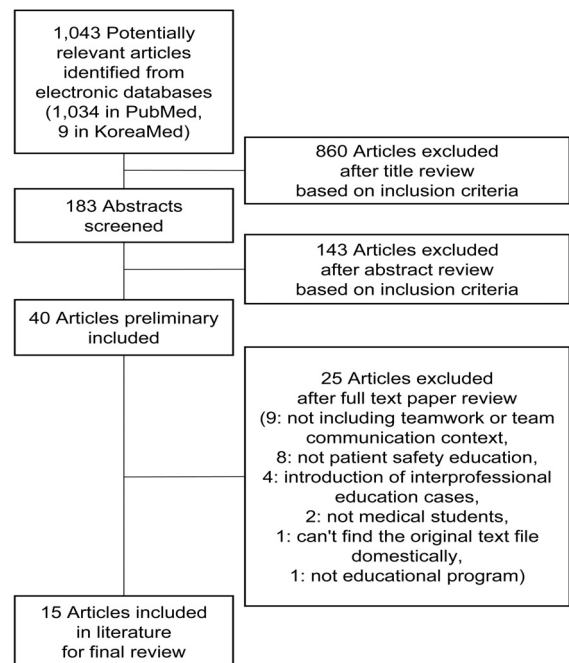 1,043 Potentially
relevant articles
identified from
electronic databases
(1,034 in PubMed,
9 in KoreaMed)
860 Articles excluded
after title review
based on inclusion criteria
183 Abstracts
screened
143 Articles excluded
after abstract review
based on inclusion criteria
40 Articles preliminary
included
25 Articles excluded
after full text paper review
(9: not including teamwork or team
communication context,
8: not patient safety education,
4: introduction of interprofessional
education cases,
2: not medical students,
1: can't find the original text file
domestically,
1: not educational program)
15 Articles included
in literature
for final review